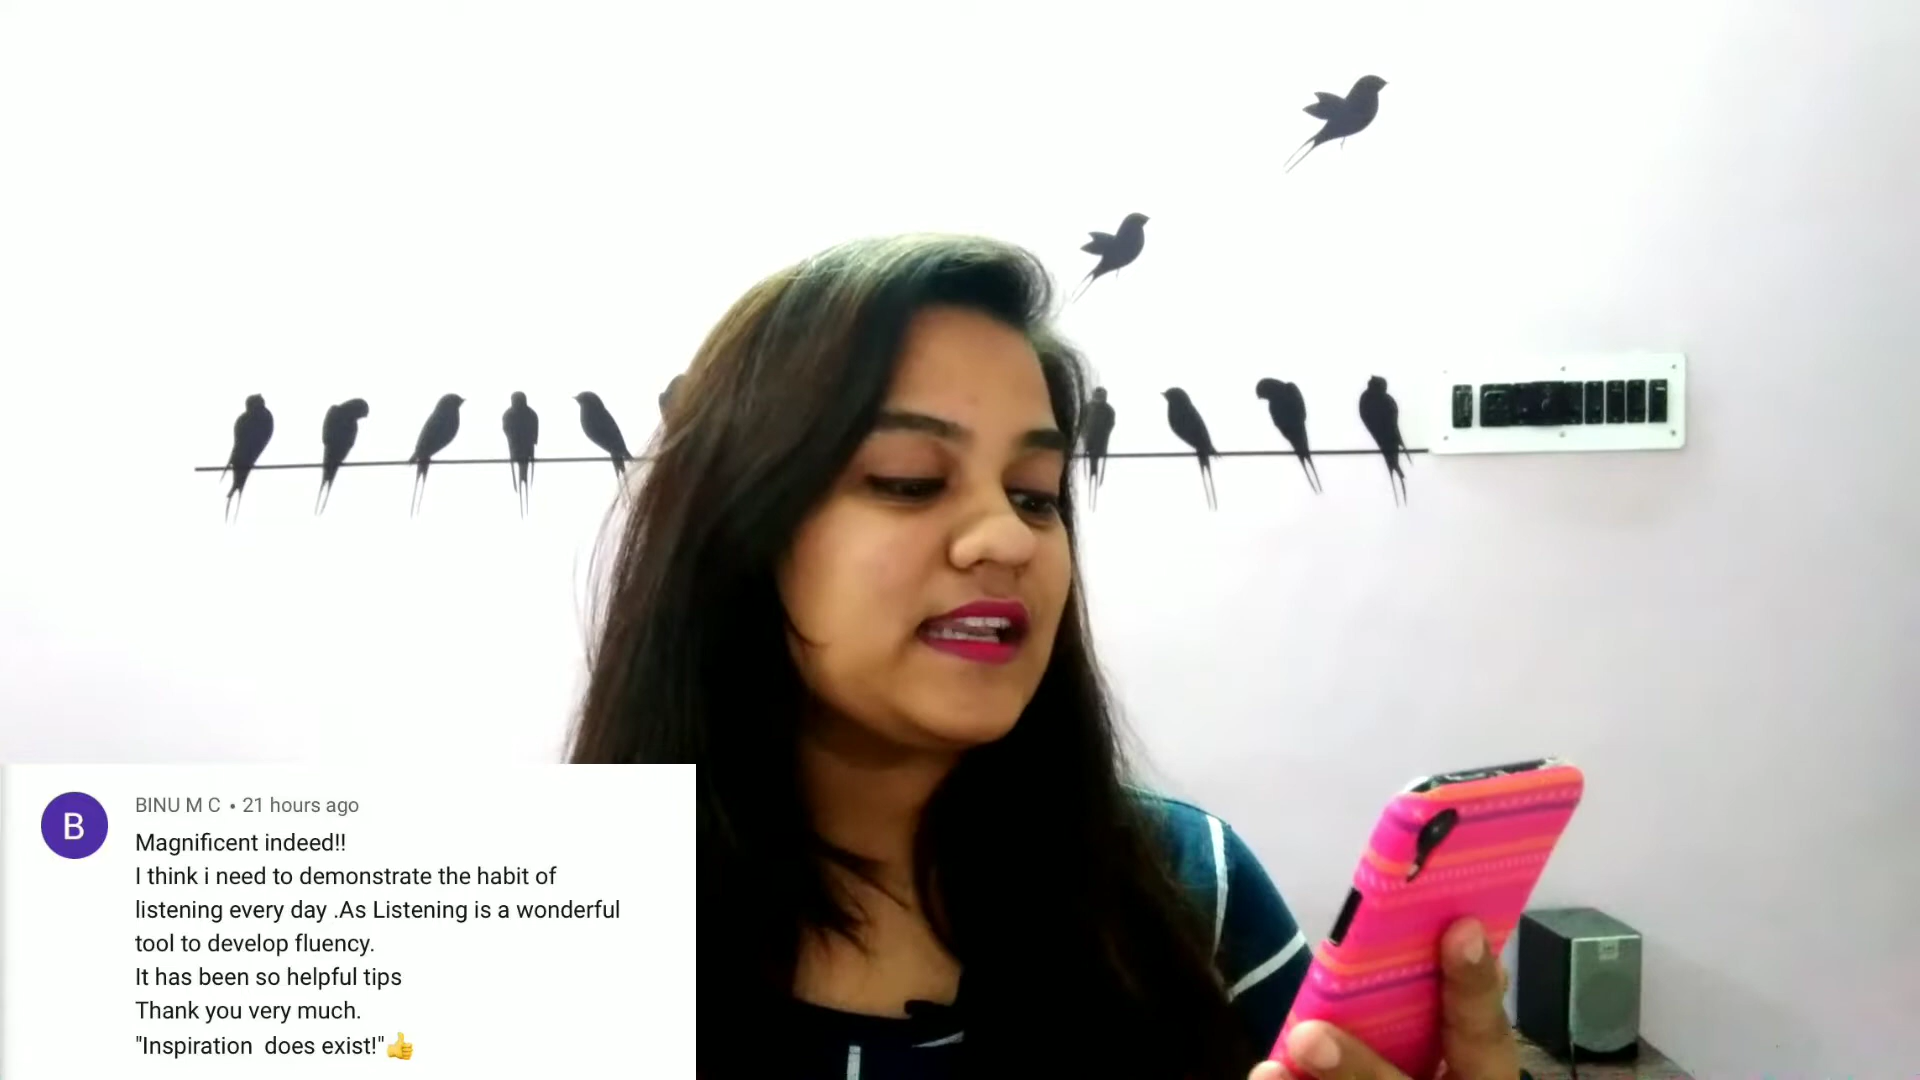 B
BINU M C • 21 hours ago
Magnificent indeed!!
I think i need to demonstrate the habit of
listening every day .As Listening is a wonderful
tool to develop fluency.
It has been so helpful tips
Thank you very much.
"Inspiration  does exist!"👍